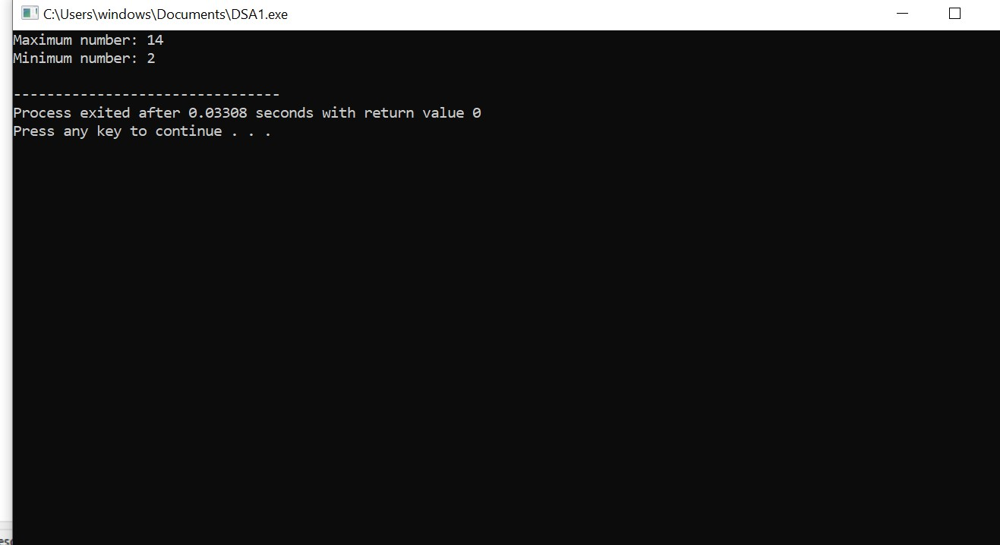 C:\Users\windows\Documents\DSA1.exe
Maximum number: 14
Minimum number: 2
--------------------------------
Process exited after 0.03308 seconds with return value 0
Press any key to continue . . .